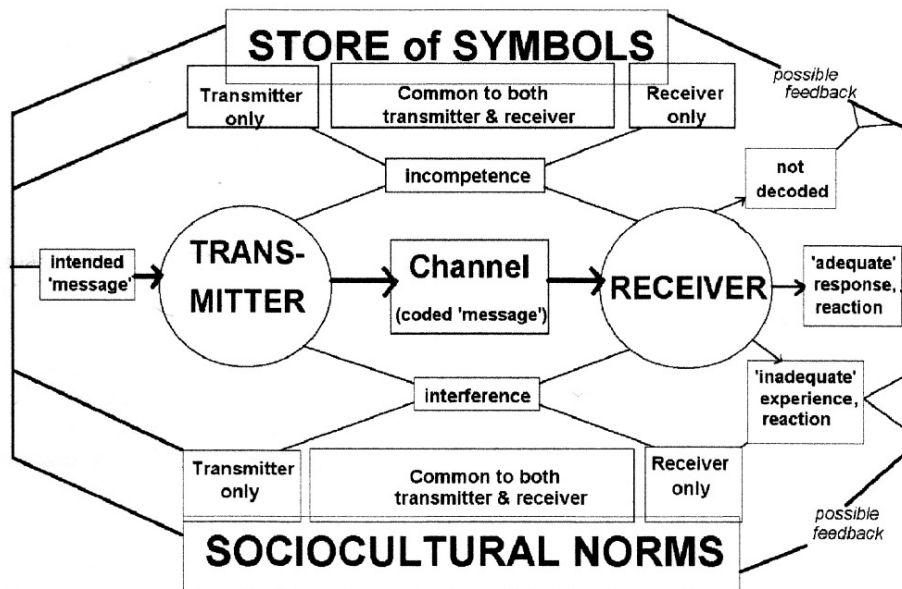 STORE of SYMBOLS
possible
feedback
Transmitter
only
Common to both
transmitter & receiver
Receiver
only
incompetence
not
decoded
intended
'message'
TRANS-
MITTER
Channel
(coded 'message')
RECEIVER
'adequate'
response,
reaction
interference
'inadequate'
experience,
reaction
Transmitter
only
Common to both
transmitter & receiver
Receiver
only
possible
feedback
SOCIOCULTURAL NORMS